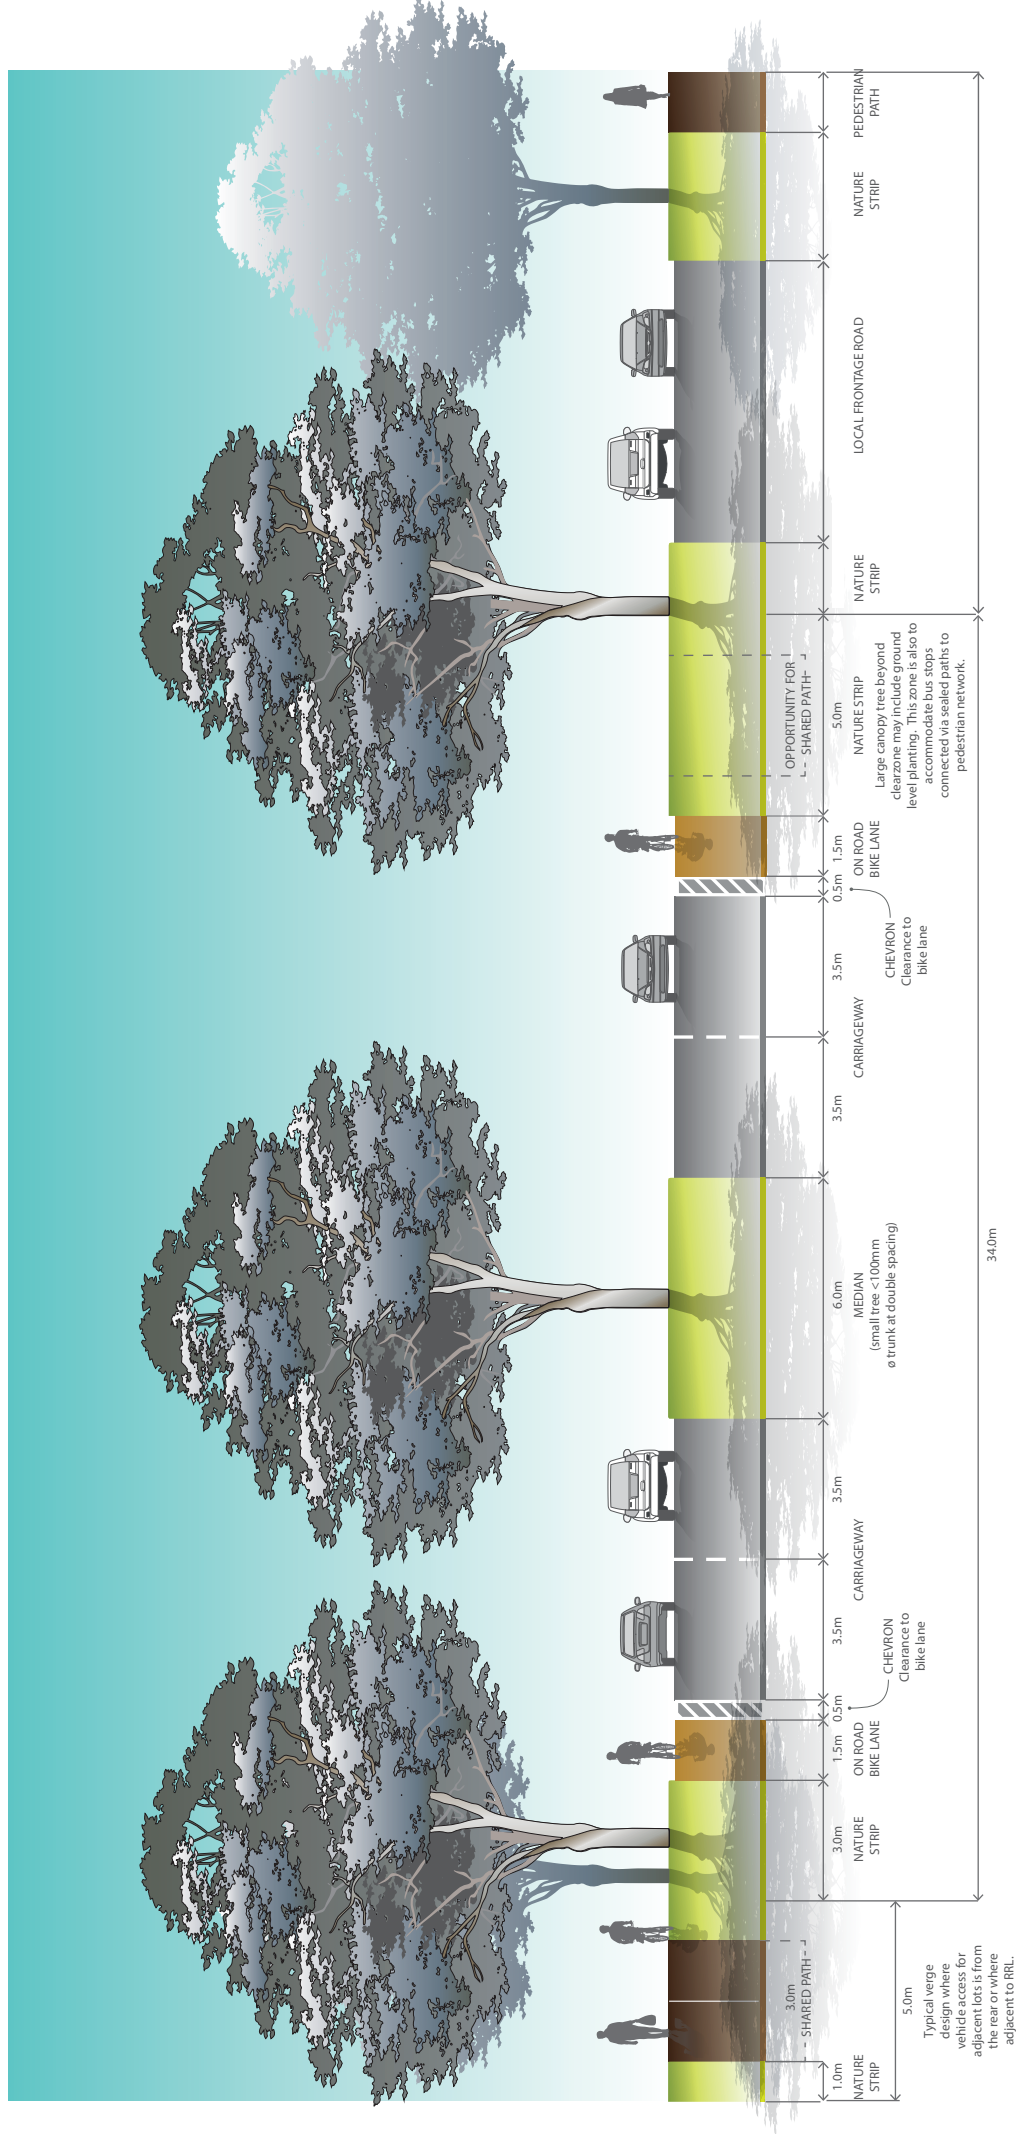 1.0m
NATURE
STRIP
3.0m
SHARED PATH
5.0m
Typical verge
design where
vehicle access for
adjacent lots is from
the rear or where
adjacent to RRL.
3.0m
NATURE
STRIP
1.5m
ON ROAD
BIKE LANE
0.5m
CHEVRON
Clearance to
bike lane
3.5m
CARRIAGEWAY
3.5m
6.0m
MEDIAN
(small tree <100mm
ø trunk at double spacing)
3.5m
CARRIAGEWAY
3.5m
0.5m
CHEVRON
Clearance to
bike lane
1.5m
ON ROAD
BIKE LANE
OPPORTUNITY FOR
SHARED PATH
5.0m
NATURE STRIP
Large canopy tree beyond
clearzone may include ground
level planting. This zone is also to
accommodate bus stops
connected via sealed paths to
pedestrian network.
34.0m
NATURE
STRIP
LOCAL FRONTAGE ROAD
NATURE
STRIP
PEDESTRIAN
PATH